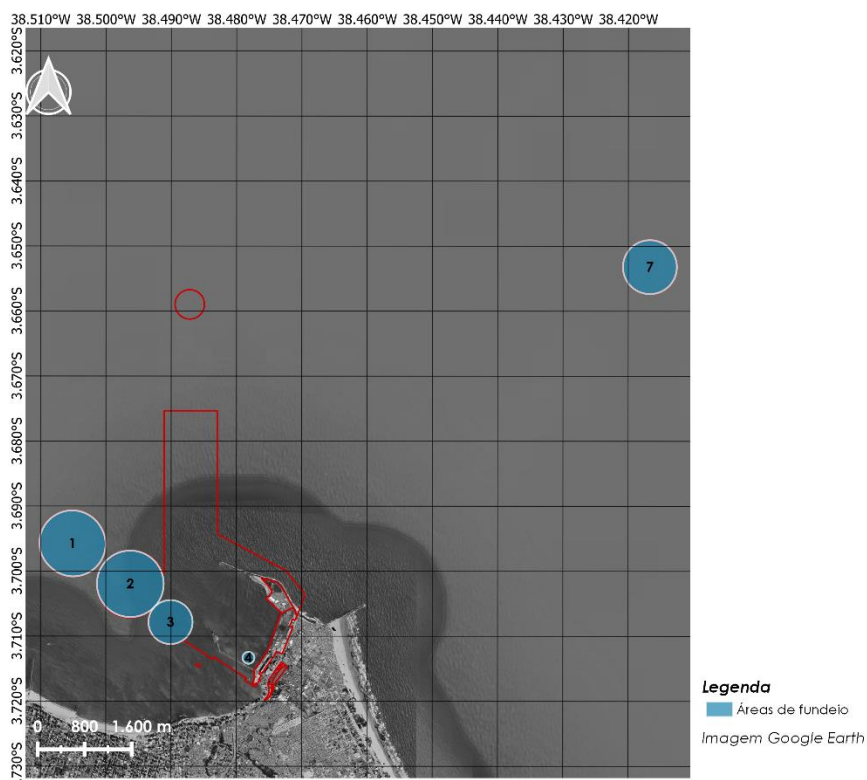 38.510°W 38.500°W 38.490°W 38.480°W 38.470°W 38.460°W 38.450°W 38.440°W 38.430°W 38.420°W
3.620°S
3.630°S
3.640°S
3.650°S
7
3.660°S
3.670°S
3.680°S
3.690°S
1
3.700°S
2
3
3.710°S
4
3.720°S
0 800 1.600 m
3.730°S
Legenda
Áreas de fundeio
Imagem Google Earth